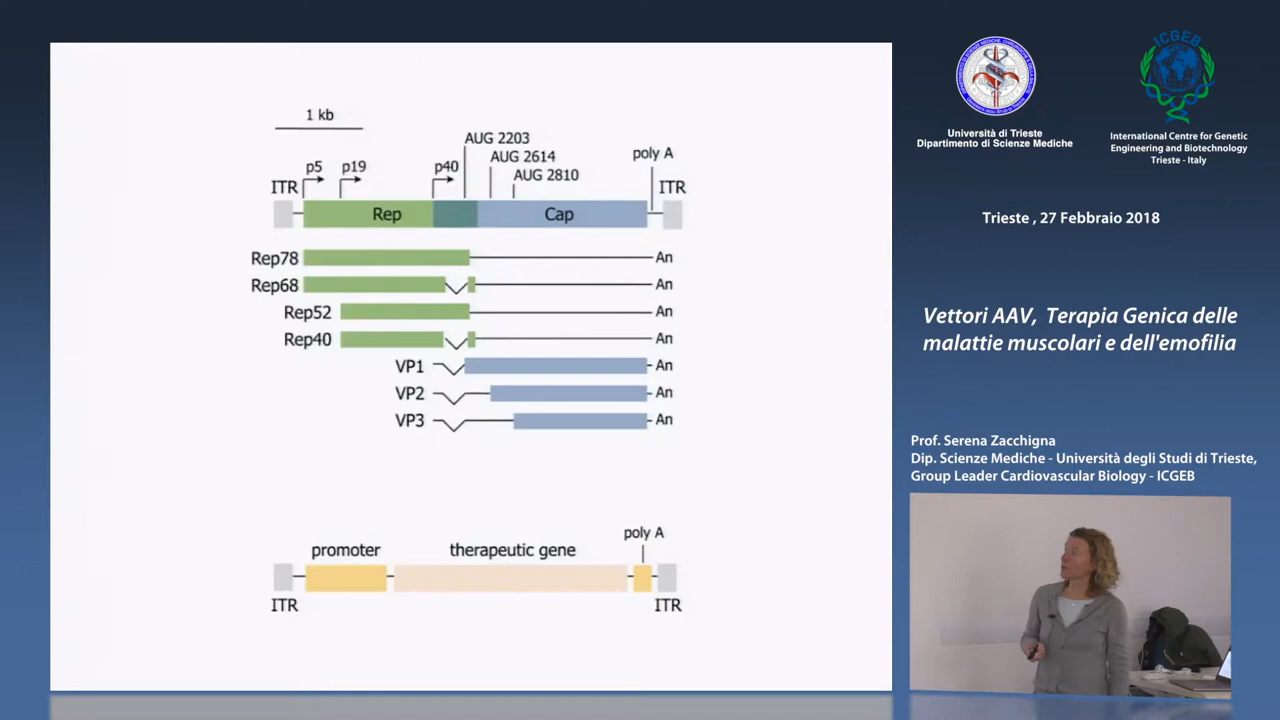 1 kb
AUG 2203
AUG 2614
AUG 2810
poly A
p5
p19
p40
ITR
ITR
Rep
Cap
Rep78
An
Rep68
An
Rep52
An
Rep40
An
VP1
An
VP2
An
VP3
An
poly A
promoter
therapeutic gene
ITR
ITR
ICGEB
Università di Trieste
Dipartimento di Scienze Mediche
International Centre for Genetic
Engineering and Biotechnology
Trieste - Italy
Trieste , 27 Febbraio 2018
Vettori AAV, Terapia Genica delle
malattie muscolari e dell'emofilia
Prof. Serena Zacchigna
Dip. Scienze Mediche - Università degli Studi di Trieste,
Group Leader Cardiovascular Biology - ICGEB